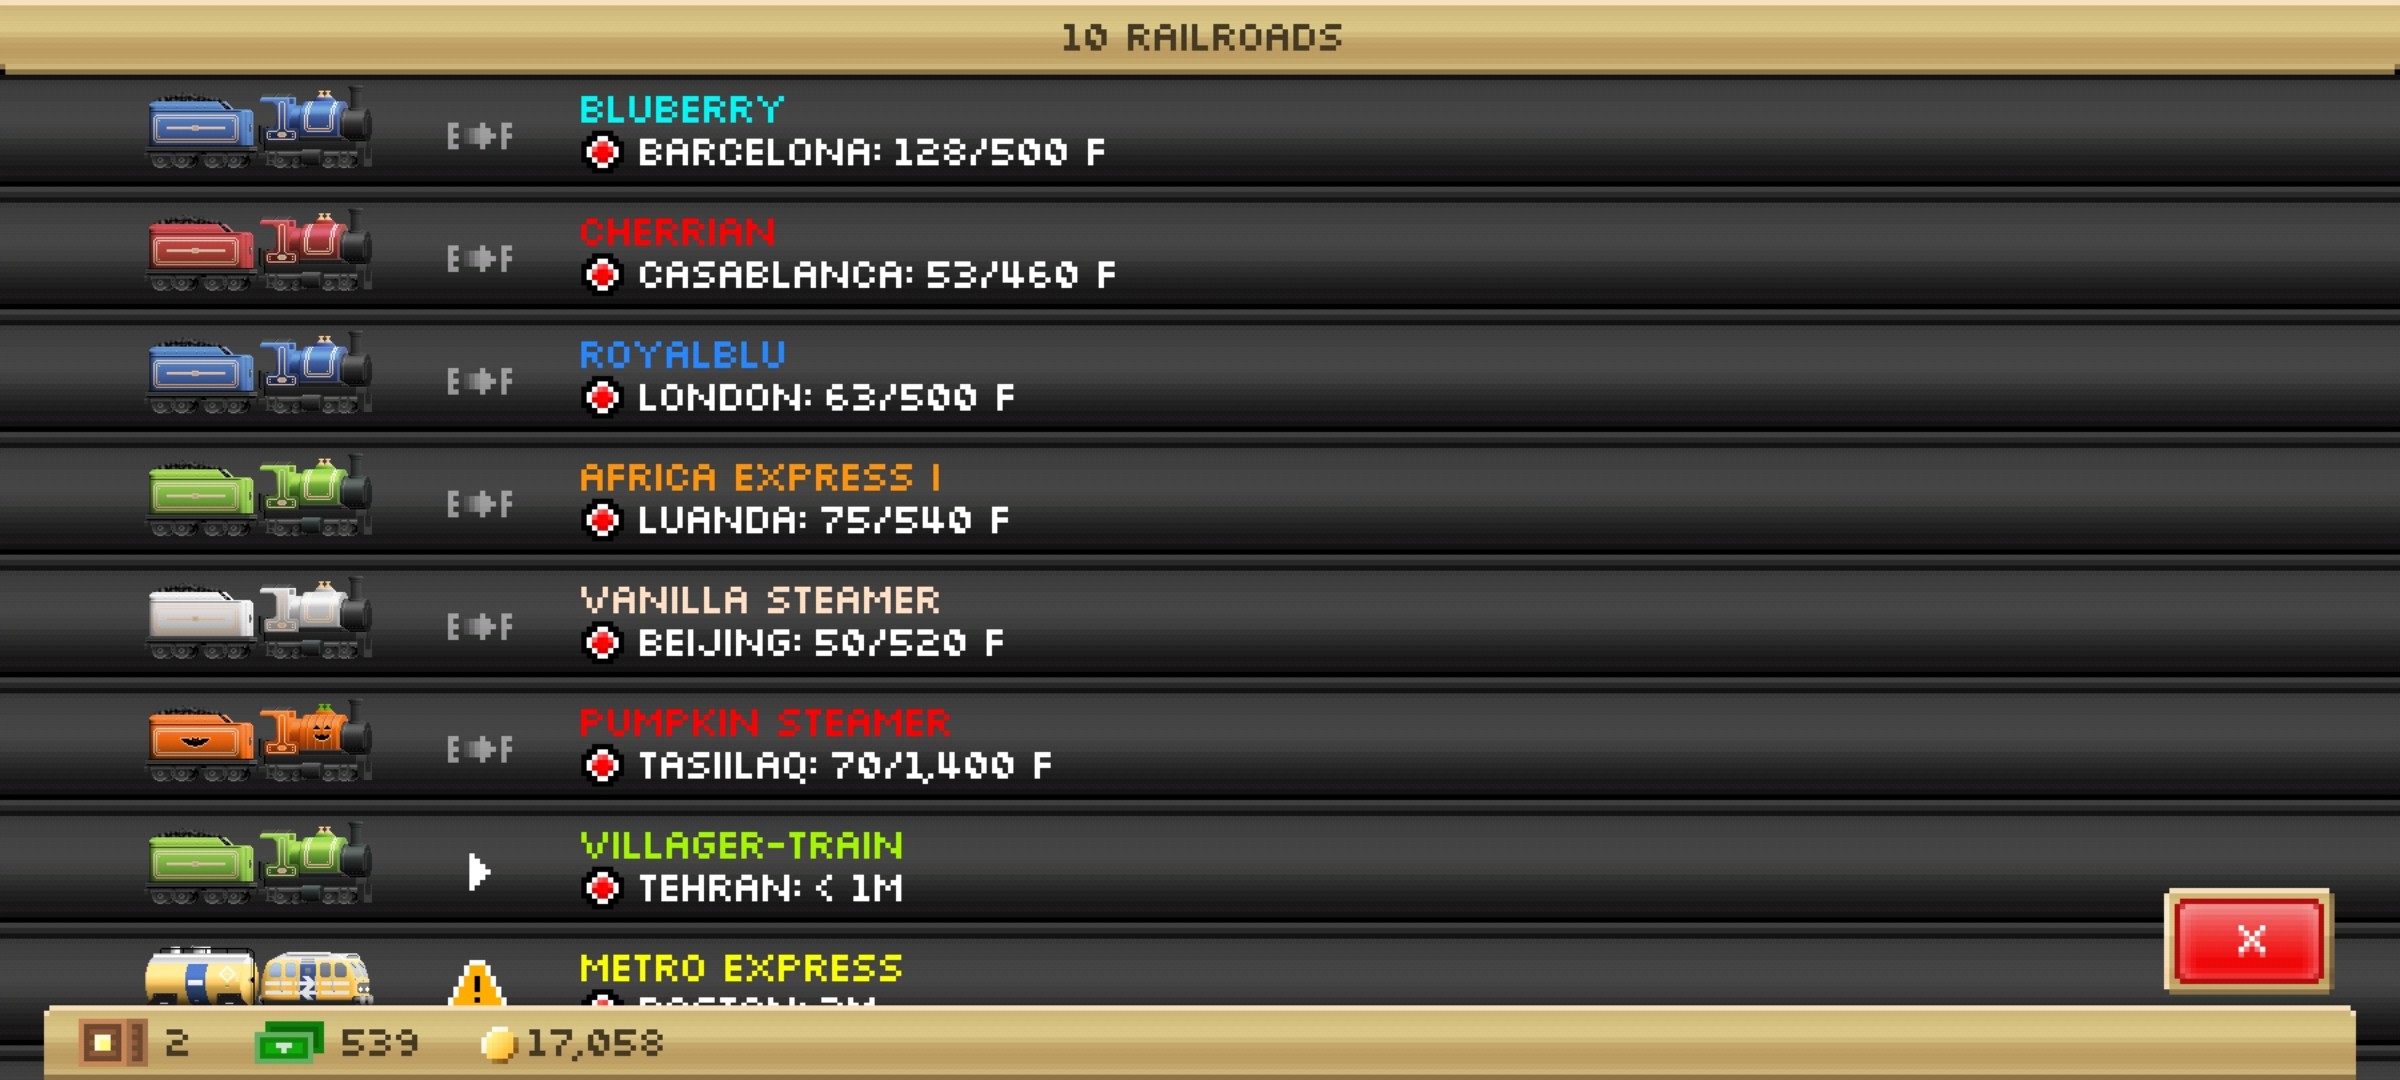 10 RAILROADS
BLUBERRY
E F
BARCELONA: 128/500 F
CHERRIAN
E F
CASABLANCA: 53/460 F
ROYALBLU
E F
LONDON: 63/500 F
AFRICA EXPRESS I
E F
LUANDA: 75/540 F
VANILLA STEAMER
E F
BEIJING: 50/520 F
PUMPKIN STEAMER
E F
TASIILAQ: 70/1,400 F
VILLAGER-TRAIN
TEHRAN: < 1M
METRO EXPRESS
X
2 539 17,058